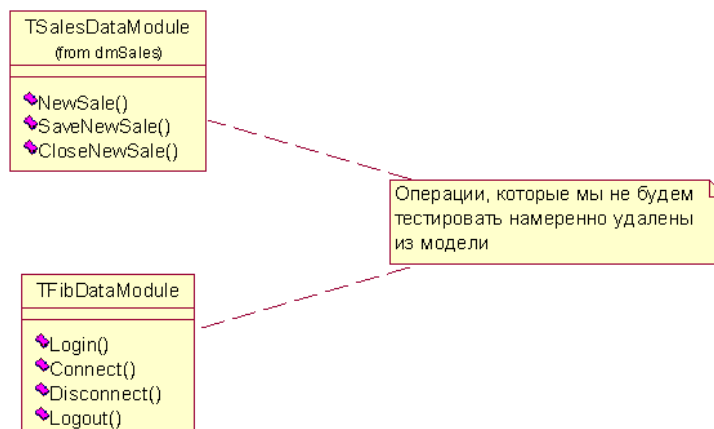 TSalesDataModule
(from dmSales)
NewSale()
SaveNewSale()
CloseNewSale()
Операции, которые мы не будем
тестировать намеренно удалены
из модели
TFibDataModule
Login()
Connect()
Disconnect()
Logout()